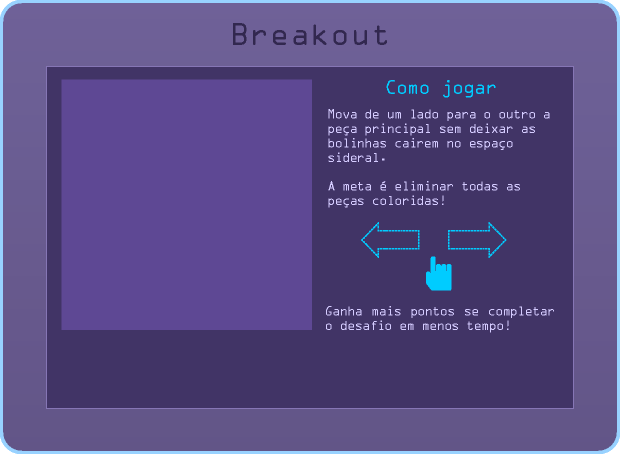 Breakout
Como jogar
Mova de um lado para o outro a
peça principal sem deixar as
bolinhas cairem no espaço
sideral.
A meta é eliminar todas as
peças coloridas!
Ganha mais pontos se completar
o desafio em menos tempo!